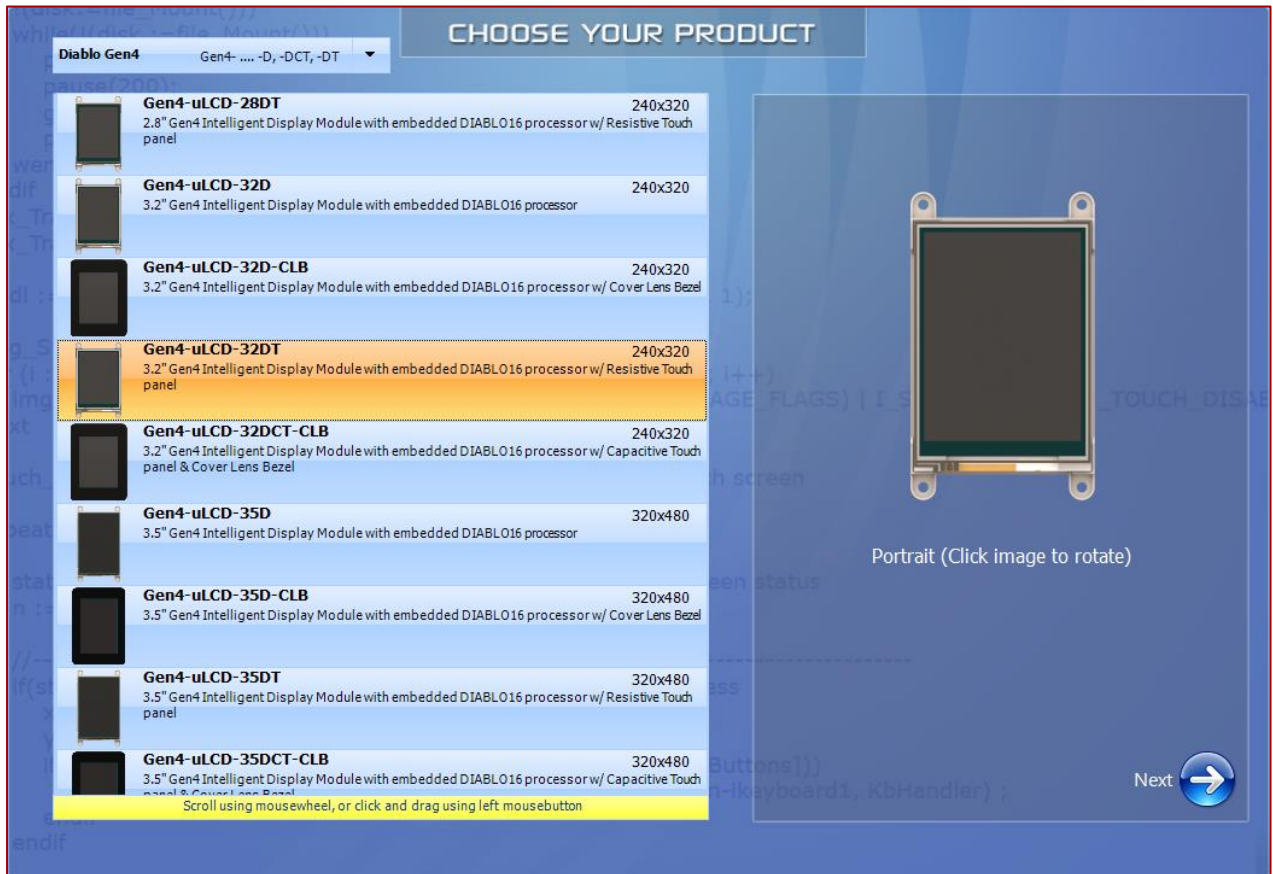 CHOOSE YOUR PRODUCT
Diablo Gen4 Gen4- .... -D, -DCT, -DT
Gen4-uLCD-28DT 240x320
2.8" Gen4 Intelligent Display Module with embedded DIABLO16 processor w/ Resistive Touch
panel
Gen4-uLCD-32D 240x320
3.2" Gen4 Intelligent Display Module with embedded DIABLO16 processor
Gen4-uLCD-32D-CLB 240x320
3.2" Gen4 Intelligent Display Module with embedded DIABLO16 processor w/ Cover Lens Bezel
Gen4-uLCD-32DT 240x320
3.2" Gen4 Intelligent Display Module with embedded DIABLO16 processor w/ Resistive Touch
panel
Gen4-uLCD-32DCT-CLB 240x320
3.2" Gen4 Intelligent Display Module with embedded DIABLO16 processor w/ Capacitive Touch
panel & Cover Lens Bezel
Gen4-uLCD-35D 320x480
3.5" Gen4 Intelligent Display Module with embedded DIABLO16 processor
Gen4-uLCD-35D-CLB 320x480
3.5" Gen4 Intelligent Display Module with embedded DIABLO16 processor w/ Cover Lens Bezel
Gen4-uLCD-35DT 320x480
3.5" Gen4 Intelligent Display Module with embedded DIABLO16 processor w/ Resistive Touch
panel
Gen4-uLCD-35DCT-CLB 320x480
3.5" Gen4 Intelligent Display Module with embedded DIABLO16 processor w/ Capacitive Touch
panel & Cover Lens Bezel
Scroll using mousewheel, or click and drag using left mousebutton
Portrait (Click image to rotate)
Next